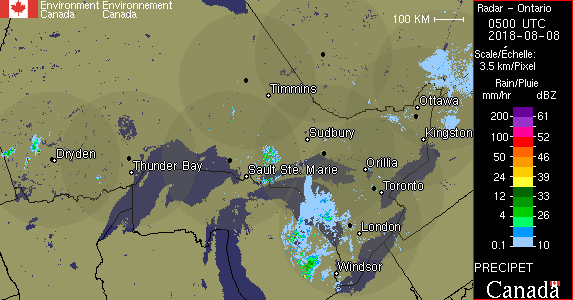 Environment Environnement
Canada Canada
100 KM
Timmins
Ottawa
Sudbury
Kingston
Dryden
Thunder Bay
Sault Ste. Marie
Orillia
Toronto
London
Windsor
Radar - Ontario
0500 UTC
2018-08-08
Scale/Échelle:
3.5 km/Pixel
Rain/Pluie
mm/hr dBZ
200 61
100 52
50 46
24 39
12 33
4 26
0.1 10
PRECIPET
Canada